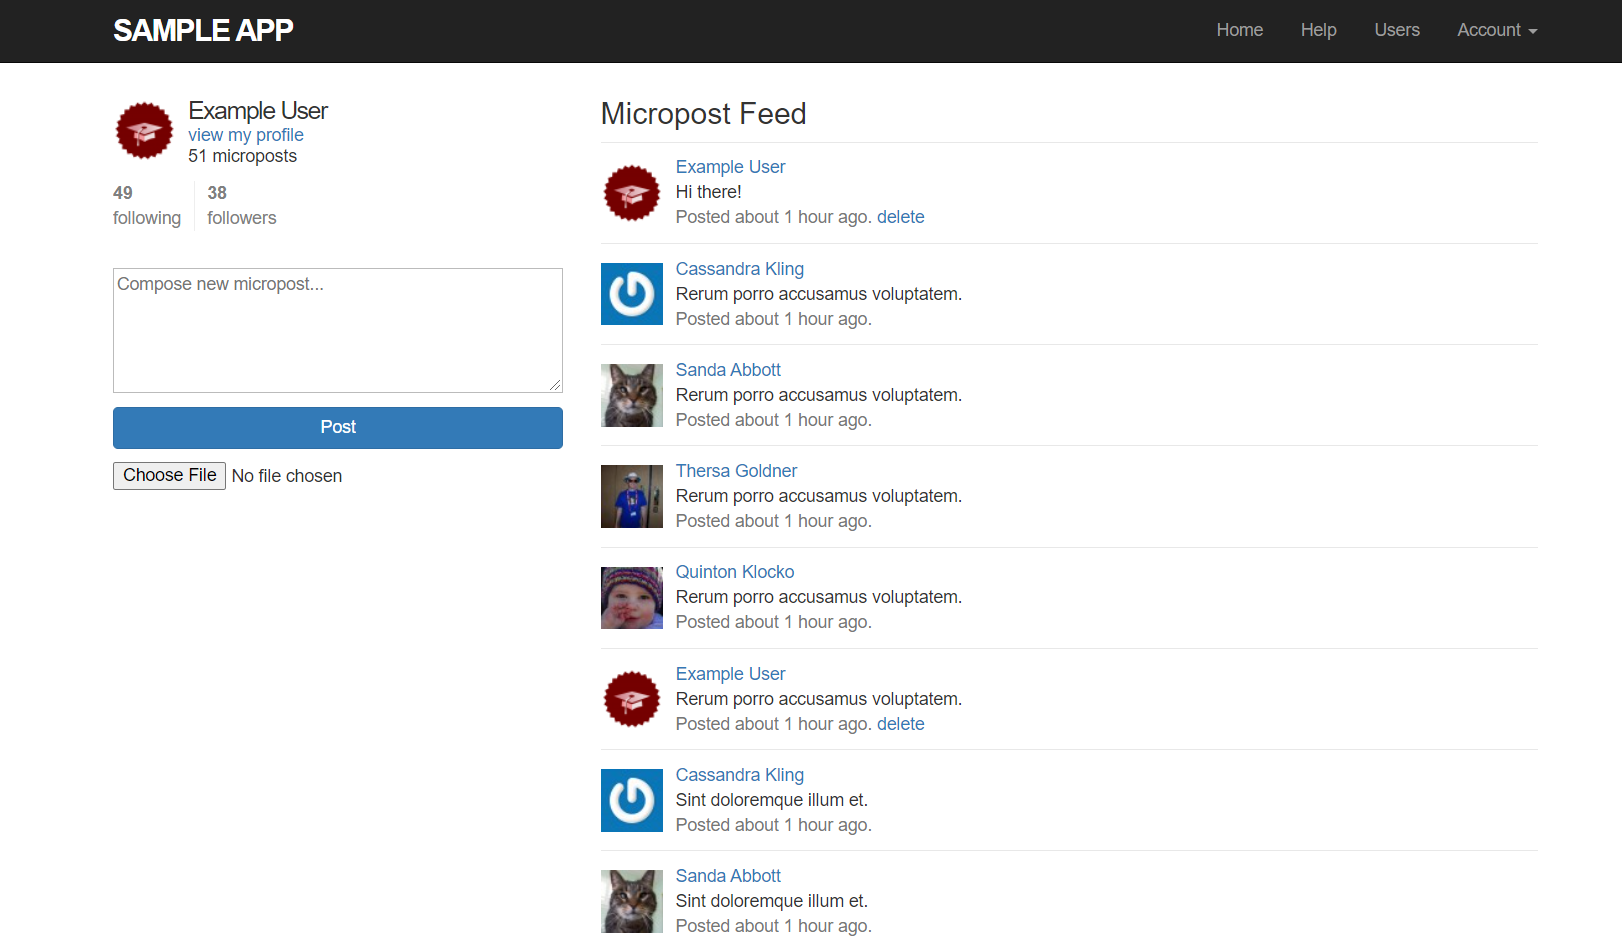 SAMPLE APP
Home Help Users Account
Example User
view my profile
51 microposts
49 38
following followers
Compose new micropost...
Post
Choose File No file chosen
Micropost Feed
Example User
Hi there!
Posted about 1 hour ago. delete
Cassandra Kling
Rerum porro accusamus voluptatem.
Posted about 1 hour ago.
Sanda Abbott
Rerum porro accusamus voluptatem.
Posted about 1 hour ago.
Thersa Goldner
Rerum porro accusamus voluptatem.
Posted about 1 hour ago.
Quinton Klocko
Rerum porro accusamus voluptatem.
Posted about 1 hour ago.
Example User
Rerum porro accusamus voluptatem.
Posted about 1 hour ago. delete
Cassandra Kling
Sint doloremque illum et.
Posted about 1 hour ago.
Sanda Abbott
Sint doloremque illum et.
Posted about 1 hour ago.